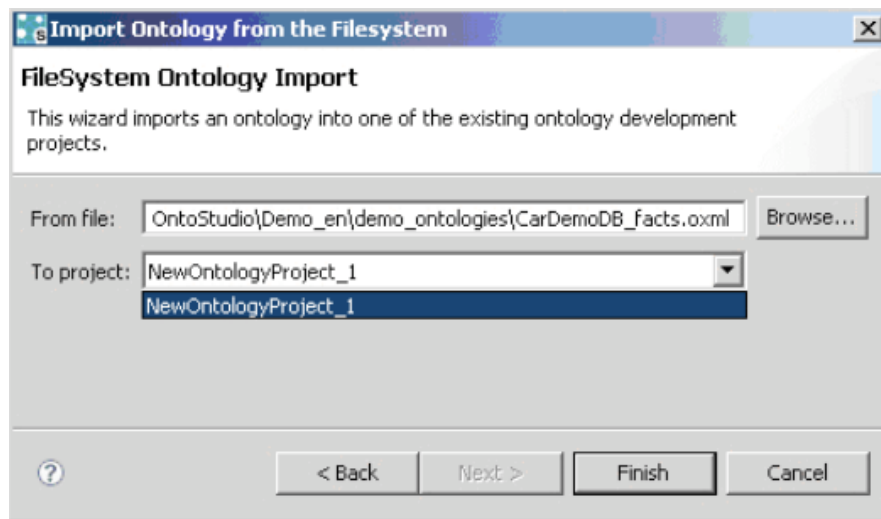 Import Ontology from the Filesystem
FileSystem Ontology Import
This wizard imports an ontology into one of the existing ontology development
projects.
From file: OntoStudio\Demo_en\demo_ontologies\CarDemoDB_facts.oxml Browse...
To project: NewOntologyProject_1
NewOntologyProject_1
? < Back Next > Finish Cancel